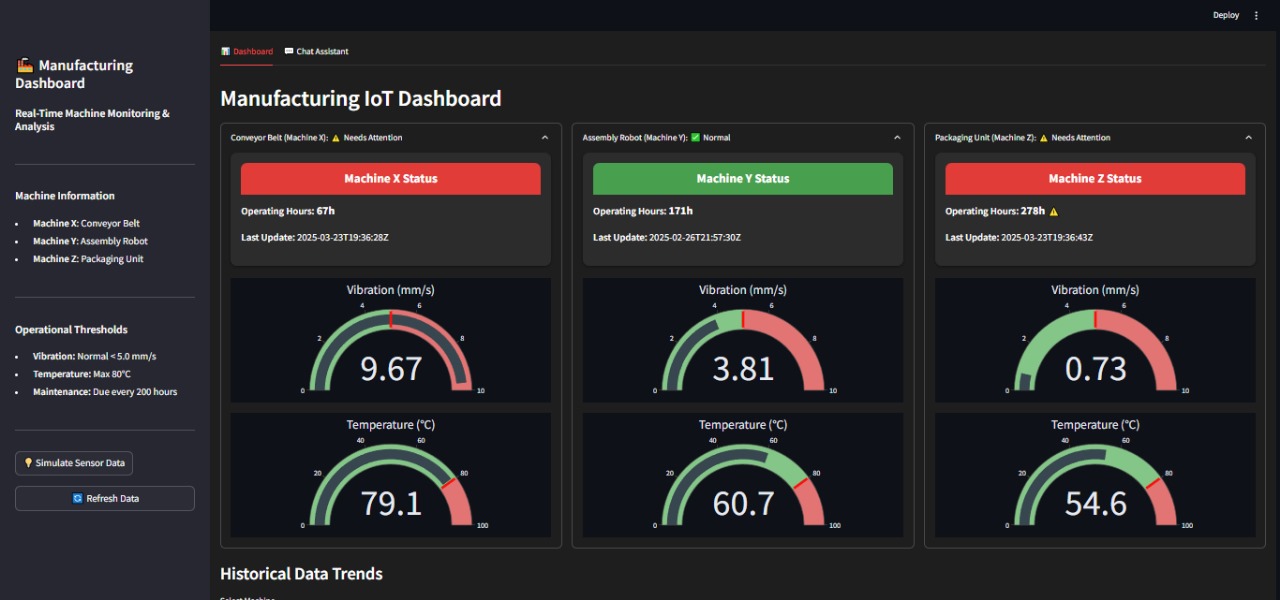 Deploy
Manufacturing
Dashboard
Real-Time Machine Monitoring &
Analysis
Machine Information
• Machine X: Conveyor Belt
• Machine Y: Assembly Robot
• Machine Z: Packaging Unit
Operational Thresholds
• Vibration: Normal < 5.0 mm/s
• Temperature: Max 80°C
• Maintenance: Due every 200 hours
Simulate Sensor Data
Refresh Data
Dashboard
Chat Assistant
Manufacturing IoT Dashboard
Conveyor Belt (Machine X): ⚠️ Needs Attention
Machine X Status
Operating Hours: 67h
Last Update: 2025-03-23T19:36:28Z
Vibration (mm/s)
0 2 4 6 8 10
9.67
Temperature (°C)
0 20 40 60 80 100
79.1
Assembly Robot (Machine Y): ✅ Normal
Machine Y Status
Operating Hours: 171h
Last Update: 2025-02-26T21:57:30Z
Vibration (mm/s)
0 2 4 6 8 10
3.81
Temperature (°C)
0 20 40 60 80 100
60.7
Packaging Unit (Machine Z): ⚠️ Needs Attention
Machine Z Status
Operating Hours: 278h ⚠️
Last Update: 2025-03-23T19:36:43Z
Vibration (mm/s)
0 2 4 6 8 10
0.73
Temperature (°C)
0 20 40 60 80 100
54.6
Historical Data Trends
Select Machine